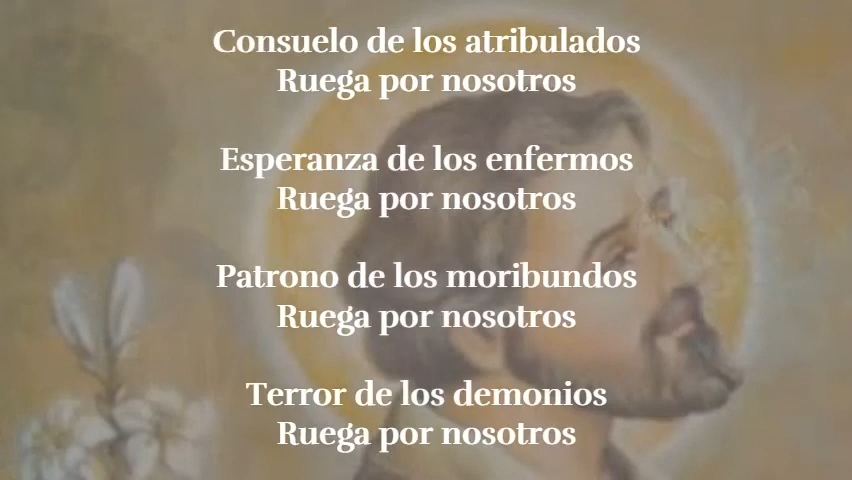 Consuelo de los atribulados
Ruega por nosotros
Esperanza de los enfermos
Ruega por nosotros
Patrono de los moribundos
Ruega por nosotros
Terror de los demonios
Ruega por nosotros